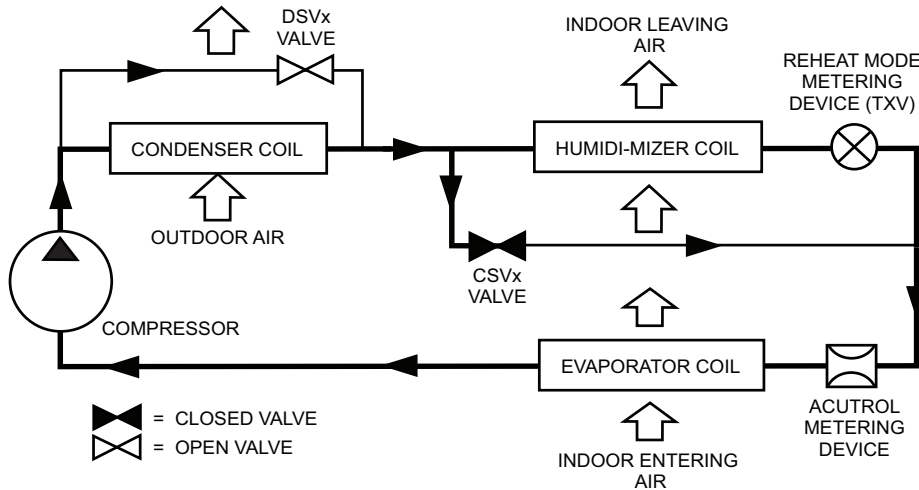 DSVx
VALVE
INDOOR LEAVING
AIR
REHEAT MODE
METERING
DEVICE (TXV)
CONDENSER COIL
HUMIDI-MIZER COIL
OUTDOOR AIR
CSVx
VALVE
COMPRESSOR
EVAPORATOR COIL
= CLOSED VALVE
= OPEN VALVE
INDOOR ENTERING
AIR
ACUTROL
METERING
DEVICE